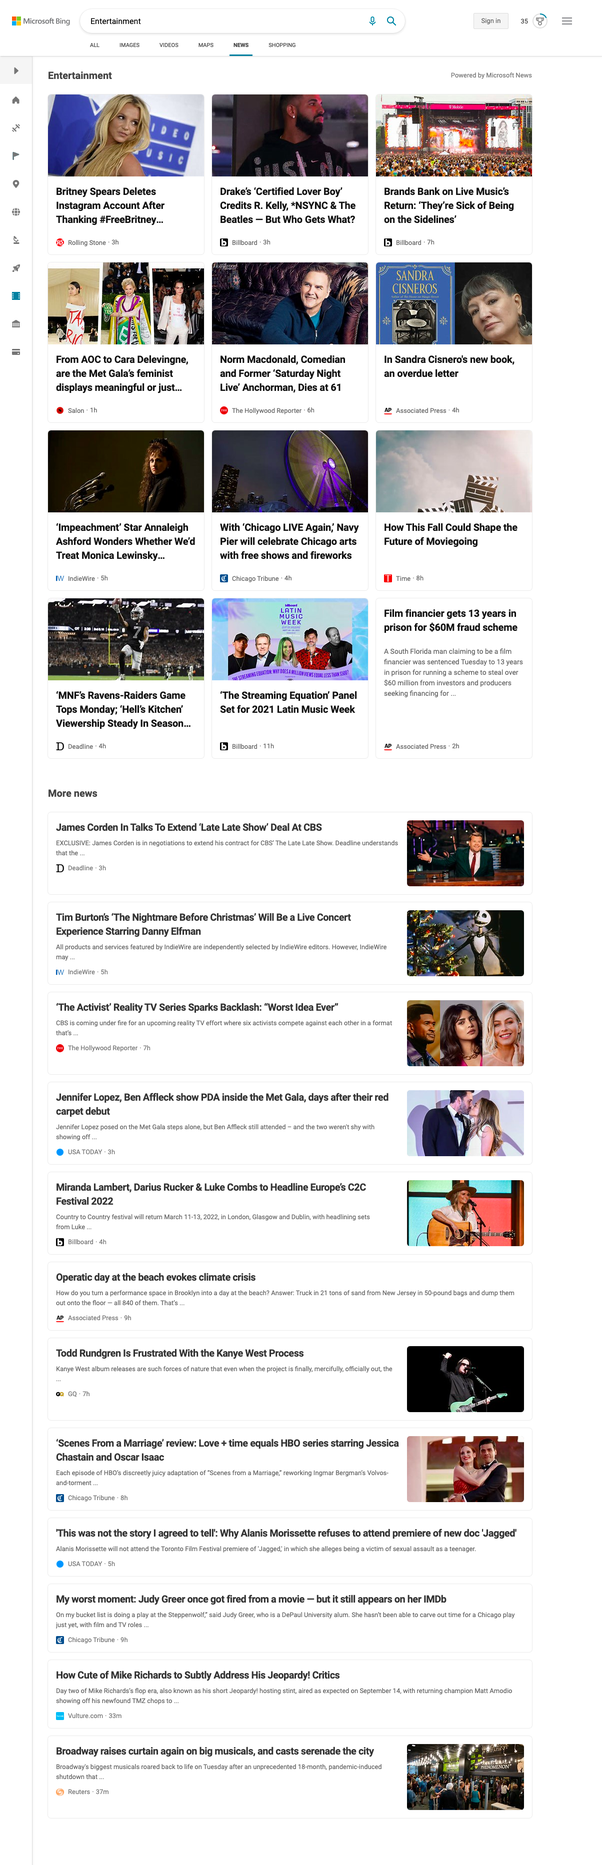 Microsoft Bing
Entertainment
Sign in
35
ALL
IMAGES
VIDEOS
MAPS
NEWS
SHOPPING
Entertainment
Powered by Microsoft News
VIDEO
MUSIC
Britney Spears Deletes
Instagram Account After
Thanking #FreeBritney...
Rolling Stone · 3h
Drake's 'Certified Lover Boy'
Credits R. Kelly, *NSYNC & The
Beatles — But Who Gets What?
Billboard · 3h
Brands Bank on Live Music's
Return: 'They're Sick of Being
on the Sidelines'
Billboard · 7h
From AOC to Cara Delevingne,
are the Met Gala's feminist
displays meaningful or just...
Salon · 1h
Norm Macdonald, Comedian
and Former 'Saturday Night
Live' Anchorman, Dies at 61
The Hollywood Reporter · 6h
SANDRA
CISNEROS
In Sandra Cisneros's new book,
an overdue letter
AP
Associated Press · 4h
'Impeachment' Star Annaleigh
Ashford Wonders Whether We'd
Treat Monica Lewinsky...
IW
IndieWire · 5h
With 'Chicago LIVE Again,' Navy
Pier will celebrate Chicago arts
with free shows and fireworks
Chicago Tribune · 4h
How This Fall Could Shape the
Future of Moviegoing
Time · 8h
'MNF's Ravens-Raiders Game
Tops Monday; 'Hell's Kitchen'
Viewership Steady In Season...
Deadline · 4h
LATIN
MUSIC
WEEK
'The Streaming Equation' Panel
Set for 2021 Latin Music Week
Billboard · 11h
Film financier gets 13 years in
prison for $60M fraud scheme
A South Florida man claiming to be a film
financier was sentenced Tuesday to 13 years
in prison for running a scheme to steal over
$60 million from investors and producers
seeking financing for ...
AP
Associated Press · 2h
More news
James Corden In Talks To Extend 'Late Late Show' Deal At CBS
EXCLUSIVE: James Corden is in negotiations to extend his contract for CBS' The Late Late Show. Deadline understands
that the ...
Deadline · 3h
Tim Burton's 'The Nightmare Before Christmas' Will Be a Live Concert
Experience Starring Danny Elfman
All products and services featured by IndieWire are independently selected by IndieWire editors. However, IndieWire
may ...
IW
IndieWire · 5h
'The Activist' Reality TV Series Sparks Backlash: "Worst Idea Ever"
CBS is coming under fire for an upcoming reality TV effort where six activists compete against each other in a format
that's ...
The Hollywood Reporter · 7h
Jennifer Lopez, Ben Affleck show PDA inside the Met Gala, days after their red
carpet debut
Jennifer Lopez posed on the Met Gala steps alone, but Ben Affleck still attended – and the two weren't shy with
showing off ...
USA TODAY · 3h
Miranda Lambert, Darius Rucker & Luke Combs to Headline Europe's C2C
Festival 2022
Country to Country festival will return March 11-13, 2022, in London, Glasgow and Dublin, with headlining sets
from Luke ...
Billboard · 4h
Operatic day at the beach evokes climate crisis
How do you turn a performance space in Brooklyn into a day at the beach? Answer: Truck in 21 tons of sand from New Jersey in 50-pound bags and dump them
out onto the floor — all 840 of them. That's ...
AP
Associated Press · 9h
Todd Rundgren Is Frustrated With the Kanye West Process
Kanye West album releases are such forces of nature that even when the project is finally, mercifully, officially out, the
...
GQ · 7h
'Scenes From a Marriage' review: Love + time equals HBO series starring Jessica
Chastain and Oscar Isaac
Each episode of HBO's discreetly juicy adaptation of "Scenes from a Marriage," reworking Ingmar Bergman's Volvos-
and-torment ...
Chicago Tribune · 8h
'This was not the story I agreed to tell': Why Alanis Morissette refuses to attend premiere of new doc 'Jagged'
Alanis Morissette will not attend the Toronto Film Festival premiere of 'Jagged,' in which she alleges being a victim of sexual assault as a teenager.
USA TODAY · 5h
My worst moment: Judy Greer once got fired from a movie — but it still appears on her IMDb
On my bucket list is doing a play at the Steppenwolf," said Judy Greer, who is a DePaul University alum. She hasn't been able to carve out time for a Chicago play
just yet, with film and TV roles ...
Chicago Tribune · 9h
How Cute of Mike Richards to Subtly Address His Jeopardy! Critics
Day two of Mike Richards's flop era, also known as his short Jeopardy! hosting stint, aired as expected on September 14, with returning champion Matt Amodio
showing off his newfound TMZ chops to ...
Vulture.com · 33m
Broadway raises curtain again on big musicals, and casts serenade the city
Broadway's biggest musicals roared back to life on Tuesday after an unprecedented 18-month, pandemic-induced
shutdown that ...
Reuters · 37m